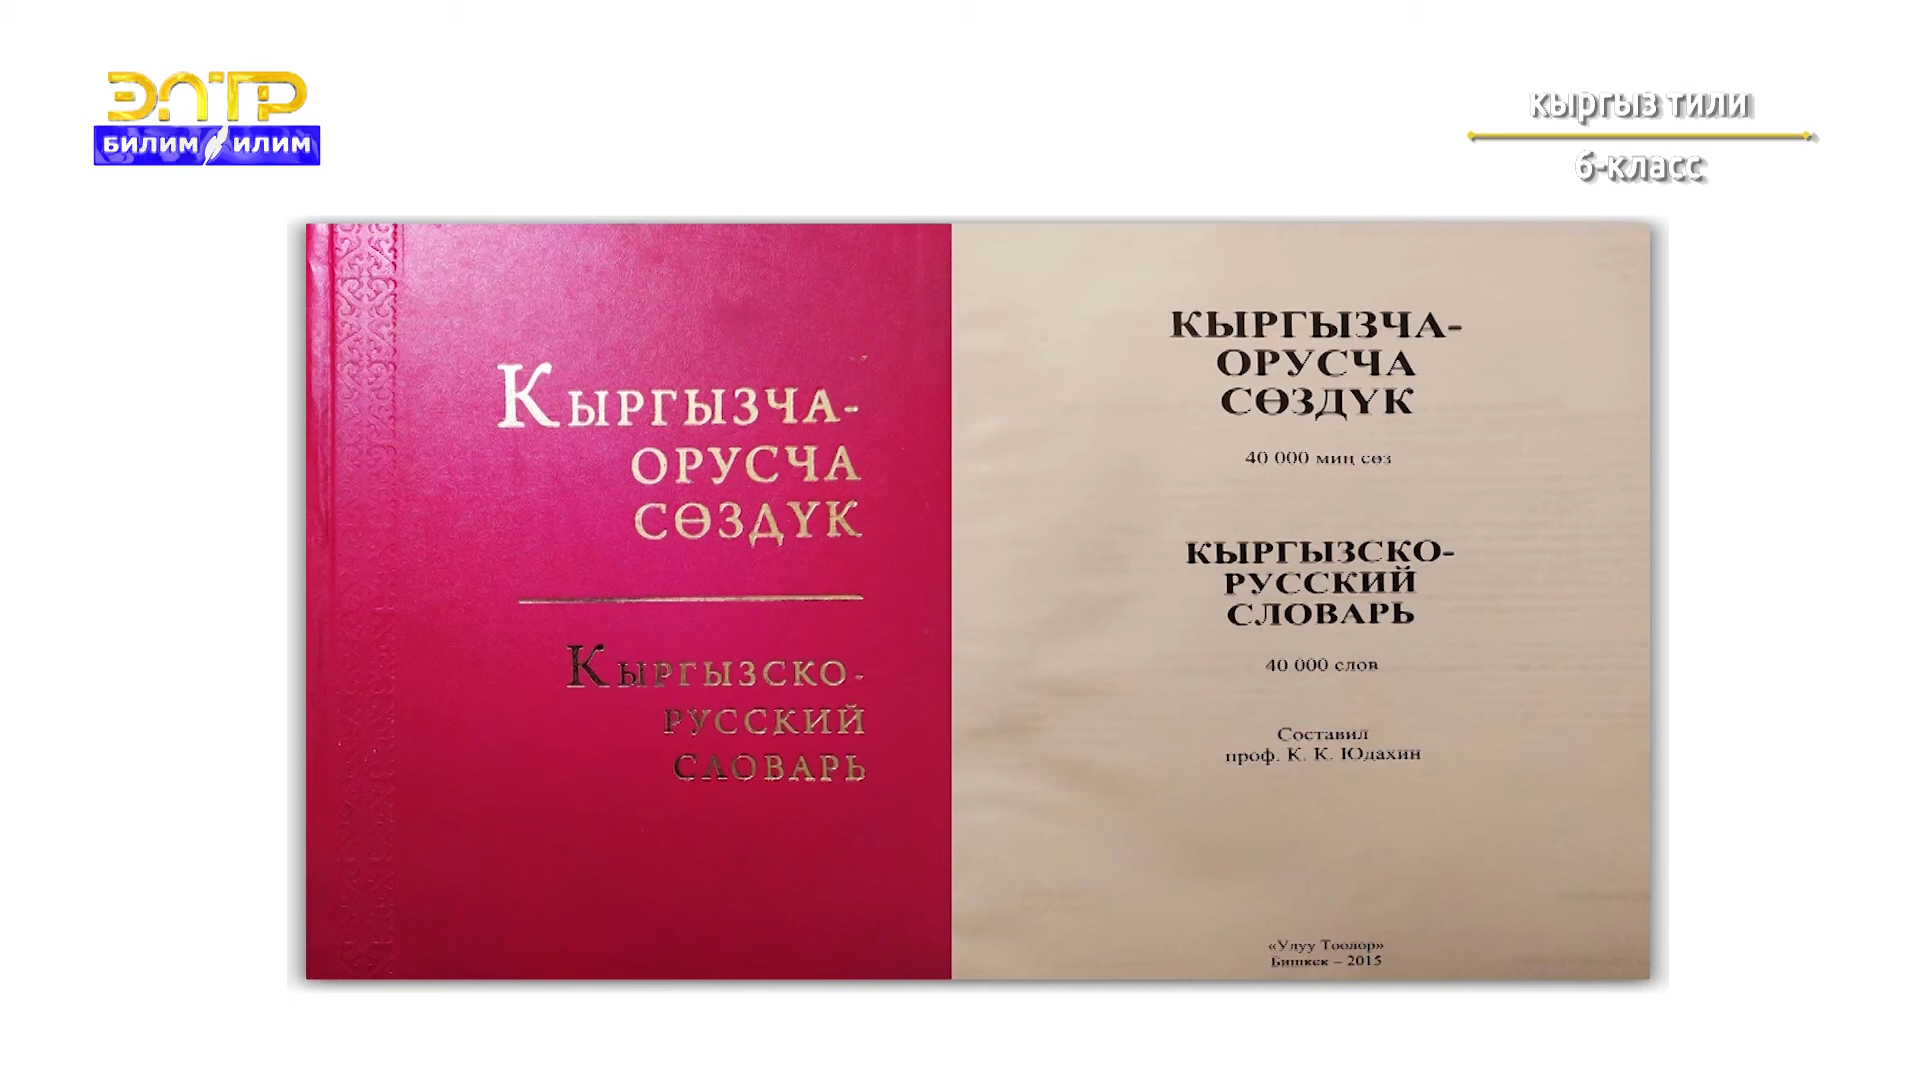 ЭЛТР
БИЛИМ ИЛИМ
кыргыз тили
6-класс
КЫРГЫЗЧА-
ОРУСЧА
СӨЗДҮК
КЫРГЫЗСКО-
РУССКИЙ
СЛОВАРЬ
КЫРГЫЗЧА-
ОРУСЧА
СӨЗДҮК
40 000 миң сөз
КЫРГЫЗСКО-
РУССКИЙ
СЛОВАРЬ
40 000 слов
Составил
проф. К. К. Юдахин
«Улуу Тоолор»
Бишкек – 2015